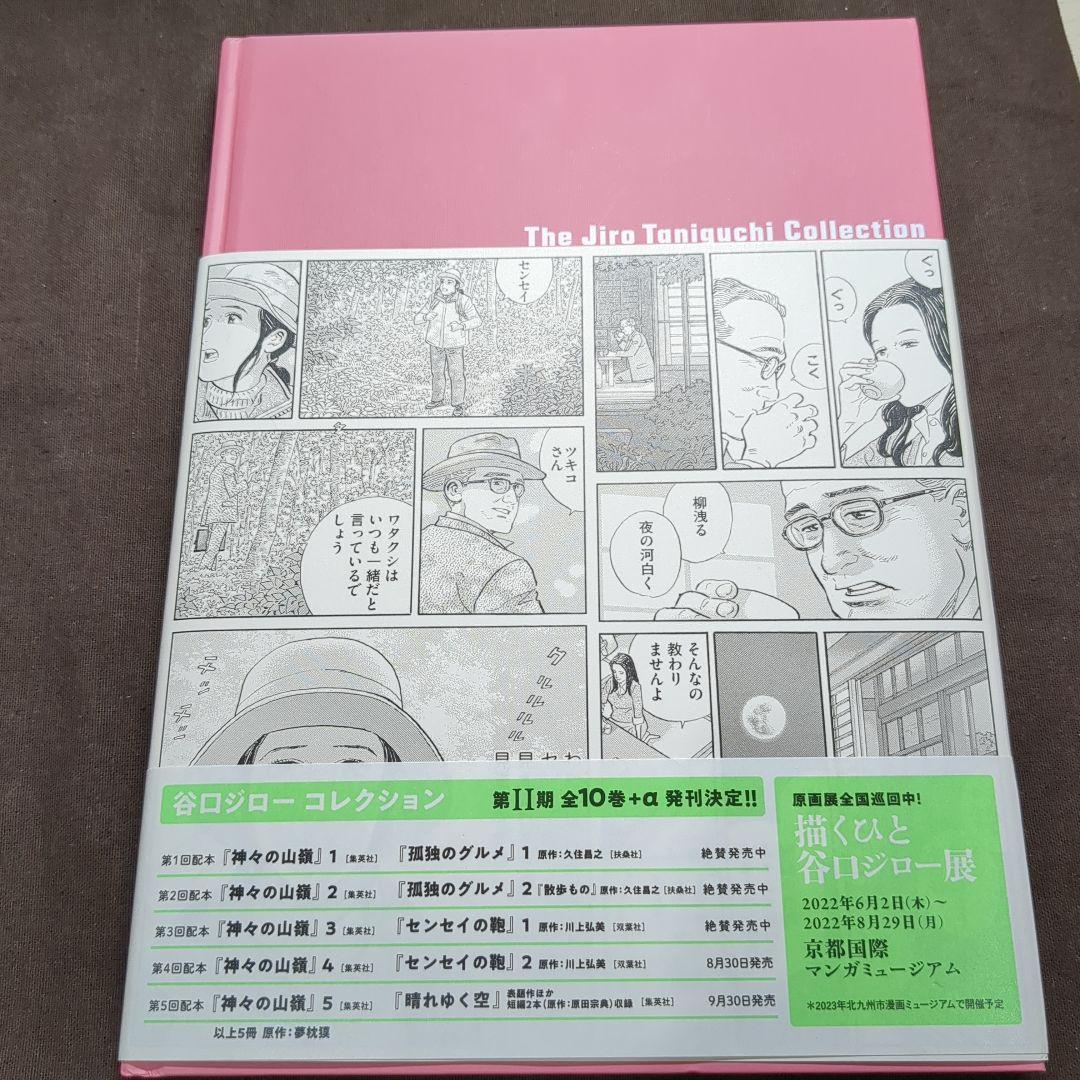 The Jiro Taniguchi Collection
センセイ
くっ
くっ
こく
ツキコ
さん
ワタクシは
いつも一緒だと
言っているで
しょう
柳洩る
夜の河白く
そんなの
教わり
ませんよ
クルルルル
谷口ジロー コレクション
第II期 全10巻+α 発刊決定!!
第1回配本 『神々の山嶺』1 [集英社] 『孤独のグルメ』1 原作:久住昌之 [扶桑社] 絶賛発売中
第2回配本 『神々の山嶺』2 [集英社] 『孤独のグルメ』2 『散歩もの』原作:久住昌之 [扶桑社] 絶賛発売中
第3回配本 『神々の山嶺』3 [集英社] 『センセイの鞄』1 原作:川上弘美 [双葉社] 絶賛発売中
第4回配本 『神々の山嶺』4 [集英社] 『センセイの鞄』2 原作:川上弘美 [双葉社] 8月30日発売
第5回配本 『神々の山嶺』5 [集英社] 『晴れゆく空』 表題作ほか 短編2本(原作:原田宗典)収録 [集英社] 9月30日発売
以上5冊 原作:夢枕獏
原画展全国巡回中!
描くひと
谷口ジロー展
2022年6月2日(木)~
2022年8月29日(月)
京都国際
マンガミュージアム
*2023年北九州市漫画ミュージアムで開催予定